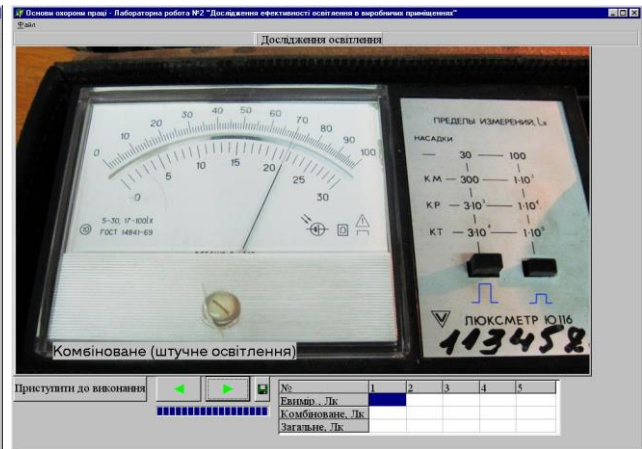 Основи охорони праці - Лабораторна робота №2 "Дослідження ефективності освітлення в виробничих приміщеннях"
Файл
Дослідження освітлення
0 10 20 30 40 50 60 70 80 90 100
0 5 10 15 20 25 30
5-30, 17-100Lx
ГОСТ 14841-69
ПРЕДЕЛЫ ИЗМЕРЕНИЙ, Lx
НАСАДКИ
— 30 — 100
КМ — 300 — 1·10³
КР — 3·10³ — 1·10⁴
КТ — 3·10⁴ — 1·10⁵
ЛЮКСМЕТР Ю116
113458
Комбіноване (штучне освітлення)
Приступити до виконання
№ 1 2 3 4 5
Евимір., Лк
Комбіноване, Лк
Загальне, Лк